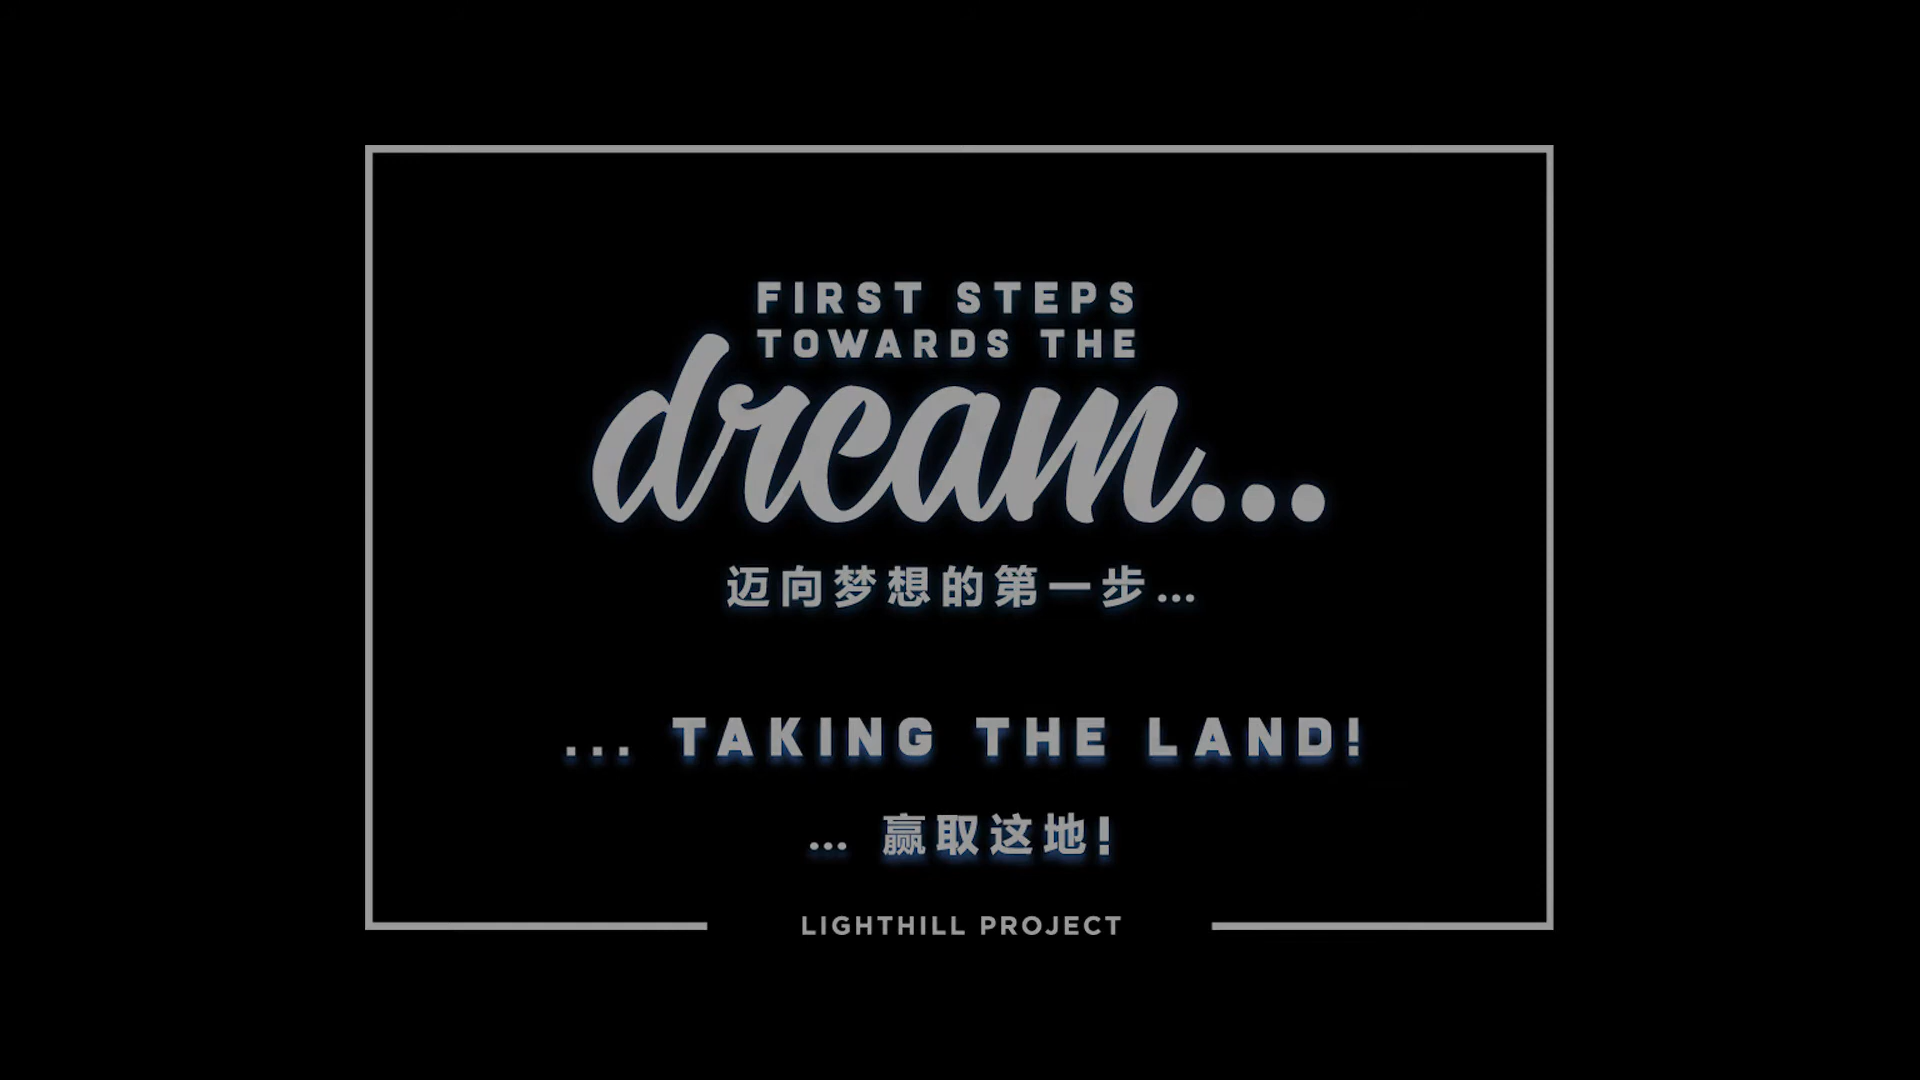 FIRST STEPS
TOWARDS THE
dream...
迈向梦想的第一步...
... TAKING THE LAND!
... 赢取这地!
LIGHTHILL PROJECT